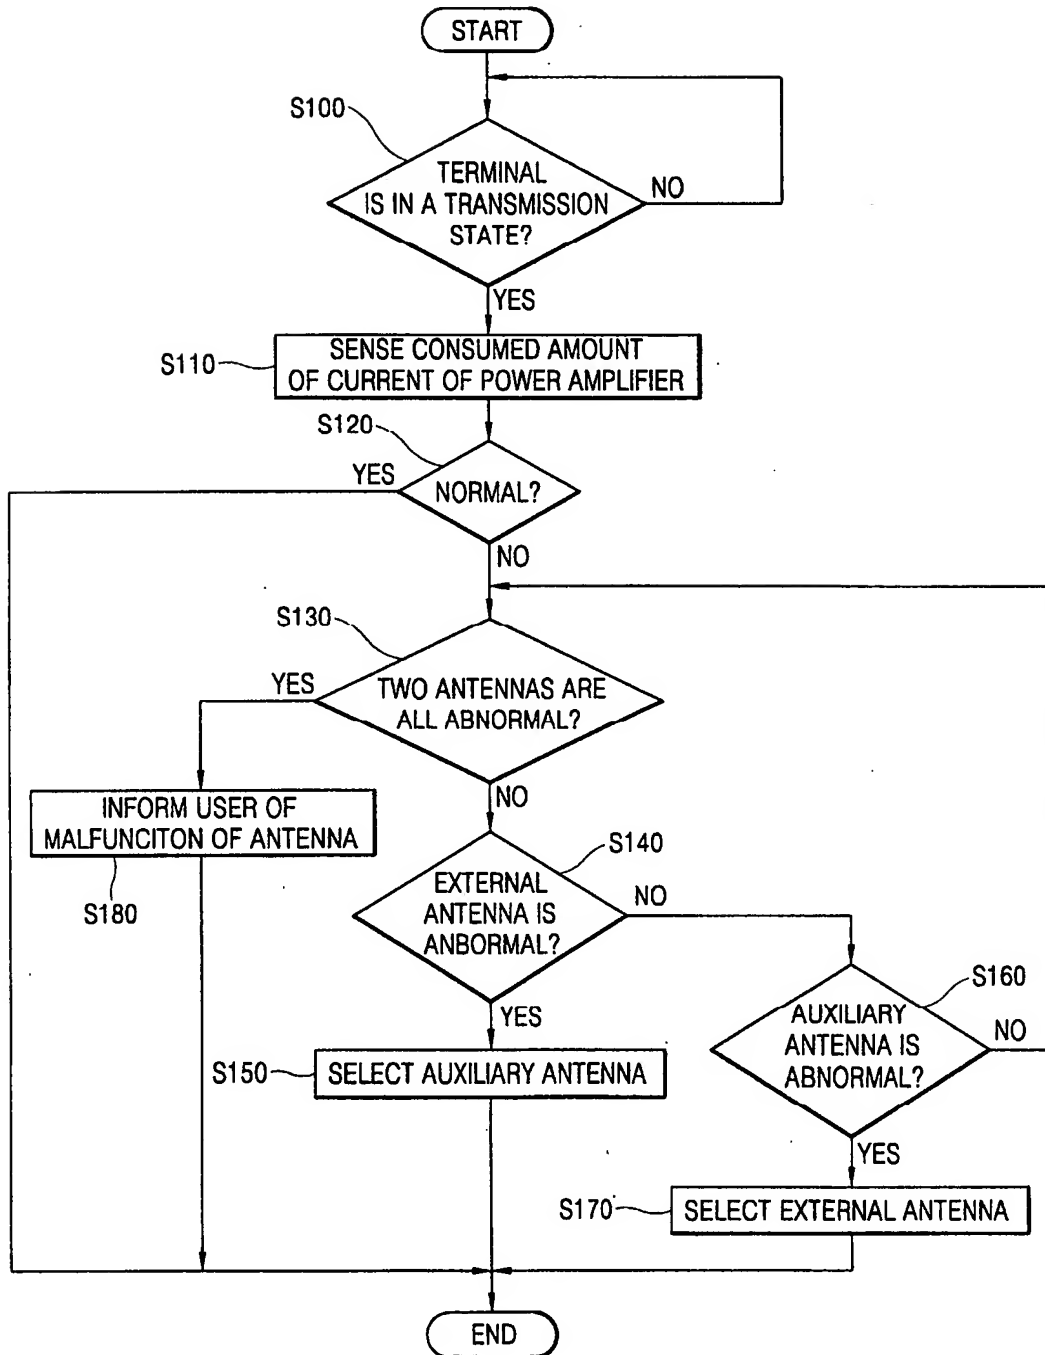 START
S100
TERMINAL
IS IN A TRANSMISSION
STATE?
NO
YES
S110
SENSE CONSUMED AMOUNT
OF CURRENT OF POWER AMPLIFIER
S120
YES
NORMAL?
NO
S130
YES
TWO ANTENNAS ARE
ALL ABNORMAL?
NO
INFORM USER OF
MALFUNCITON OF ANTENNA
S180
S140
EXTERNAL
ANTENNA IS
ANBORMAL?
NO
YES
S160
AUXILIARY
ANTENNA IS
ABNORMAL?
NO
YES
S150
SELECT AUXILIARY ANTENNA
S170
SELECT EXTERNAL ANTENNA
END